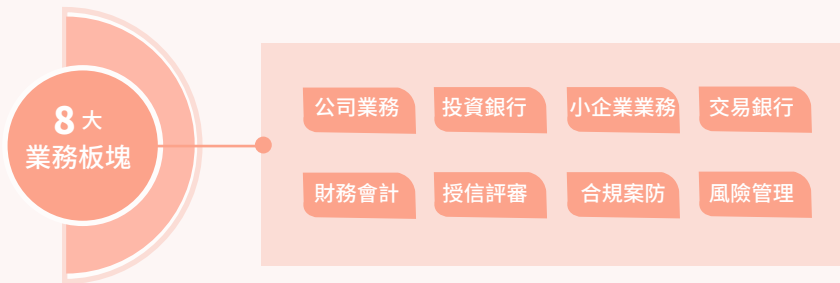 8 大
業務板塊
公司業務 投資銀行 小企業業務 交易銀行
財務會計 授信評審 合規案防 風險管理